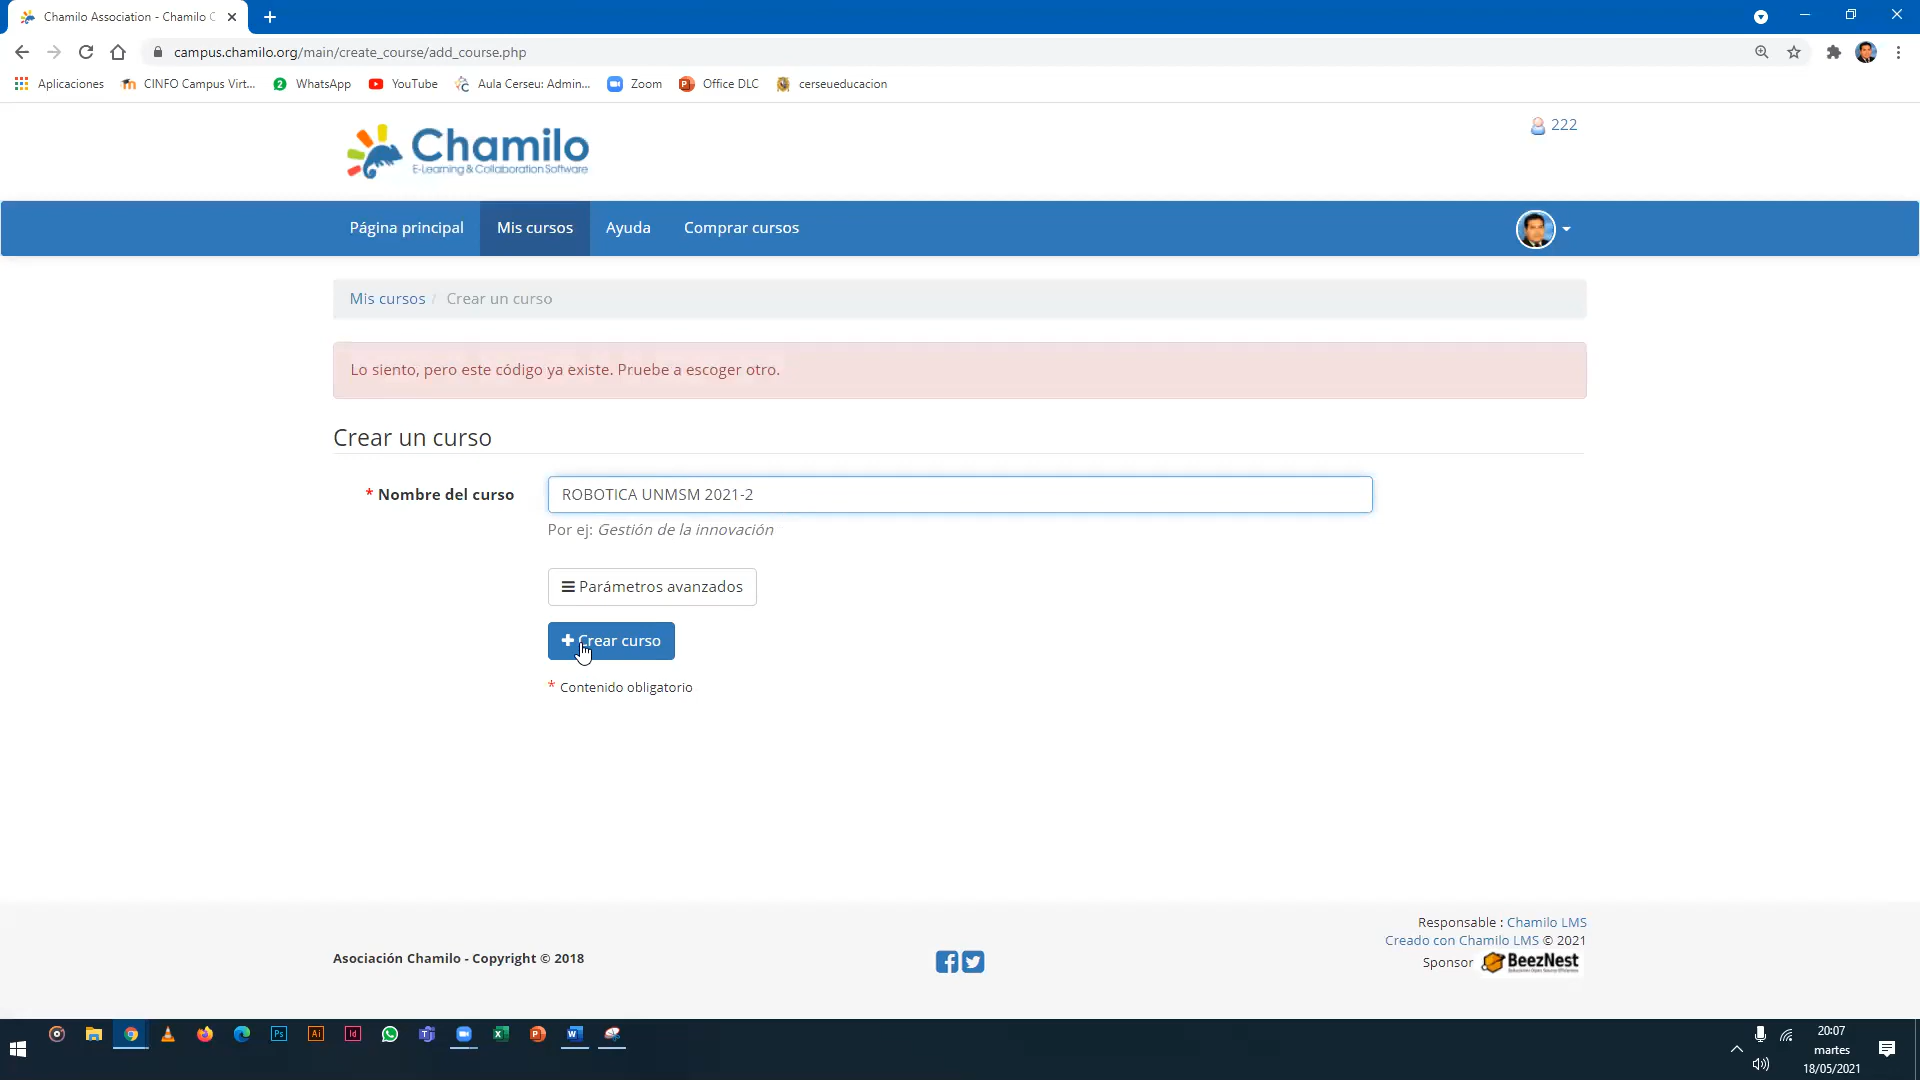 Chamilo Association - Chamilo C
campus.chamilo.org/main/create_course/add_course.php
Aplicaciones
CINFO Campus Virt...
2 WhatsApp
YouTube
Aula Cerseu: Admin...
Zoom
Office DLC
cerseueducacion
Chamilo
E-Learning & Collaboration Software
222
Página principal
Mis cursos
Ayuda
Comprar cursos
Mis cursos / Crear un curso
Lo siento, pero este código ya existe. Pruebe a escoger otro.
Crear un curso
* Nombre del curso
ROBOTICA UNMSM 2021-2
Por ej: Gestión de la innovación
Parámetros avanzados
Crear curso
* Contenido obligatorio
Responsable : Chamilo LMS
Creado con Chamilo LMS © 2021
Asociación Chamilo - Copyright © 2018
Sponsor BeezNest
20:07
martes
18/05/2021